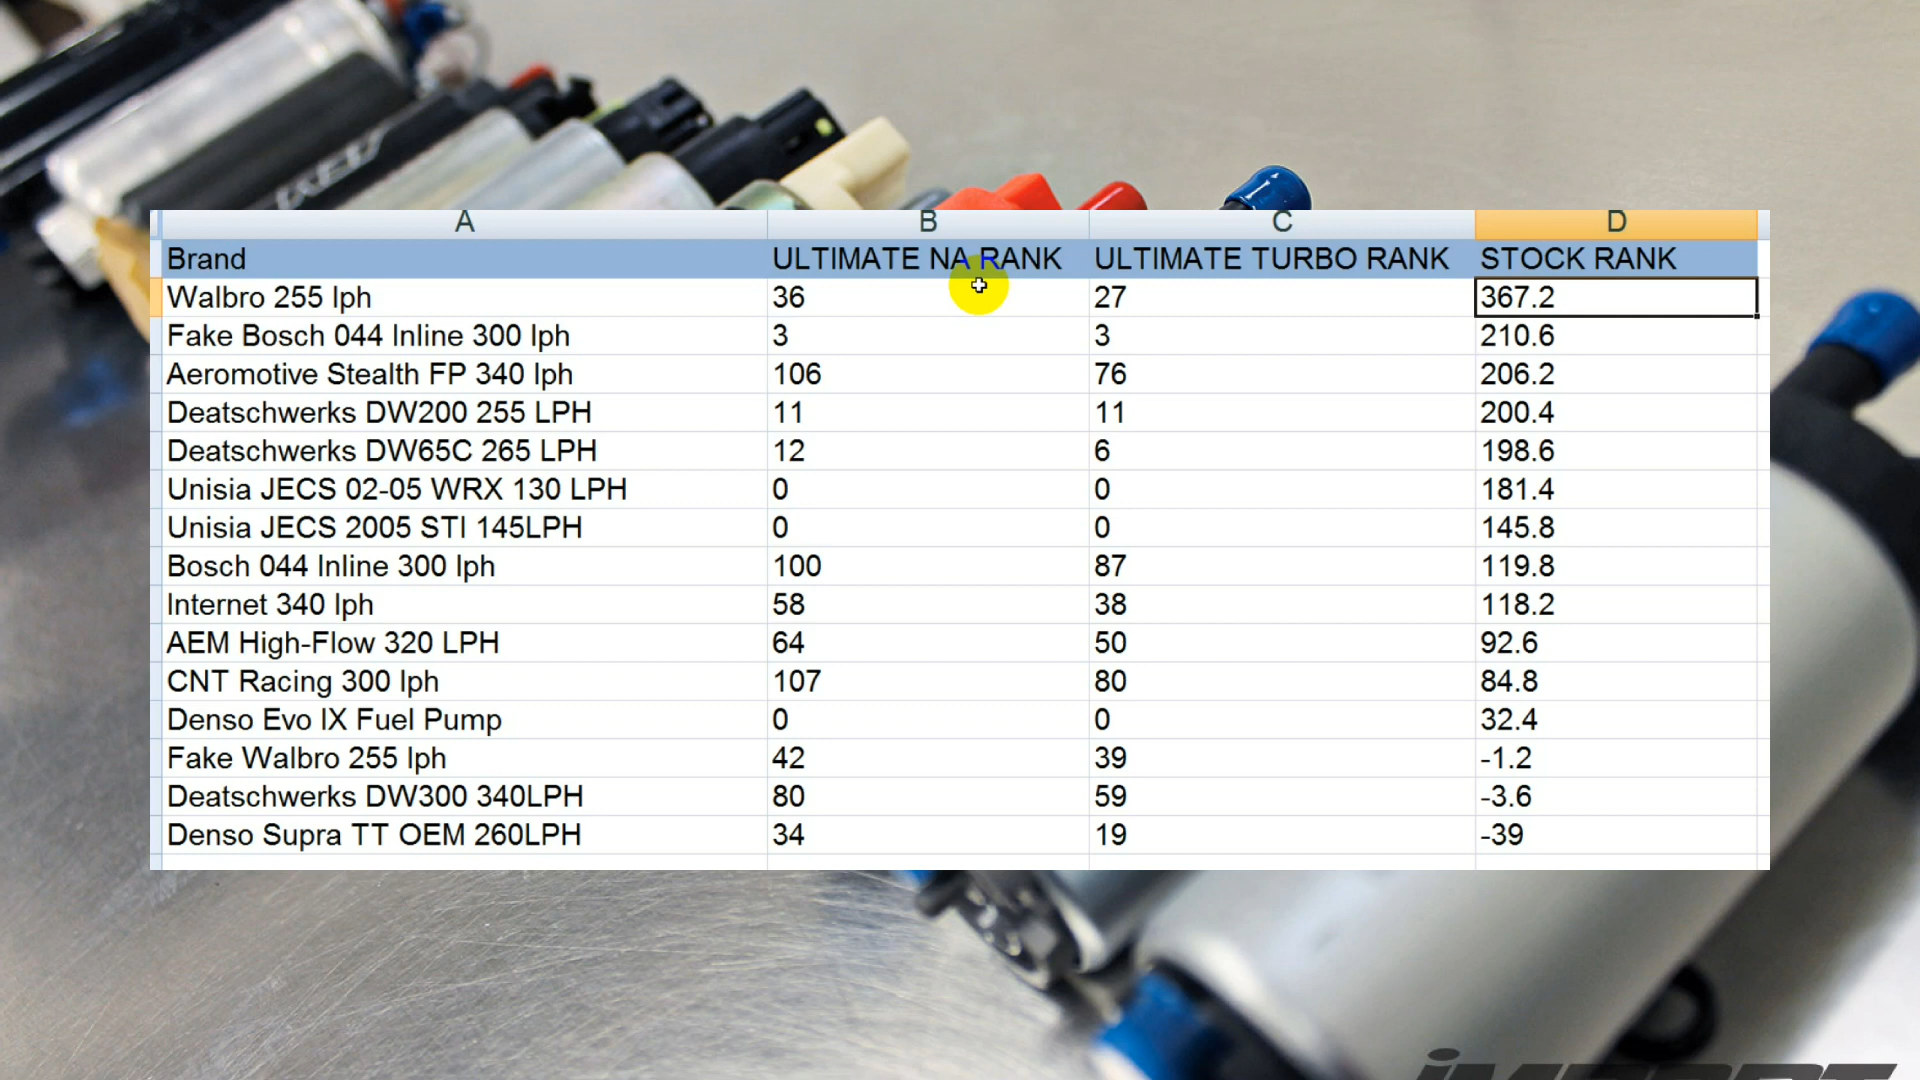 A B C D
Brand ULTIMATE NA RANK ULTIMATE TURBO RANK STOCK RANK
Walbro 255 lph 36 27 367.2
Fake Bosch 044 Inline 300 lph 3 3 210.6
Aeromotive Stealth FP 340 lph 106 76 206.2
Deatschwerks DW200 255 LPH 11 11 200.4
Deatschwerks DW65C 265 LPH 12 6 198.6
Unisia JECS 02-05 WRX 130 LPH 0 0 181.4
Unisia JECS 2005 STI 145LPH 0 0 145.8
Bosch 044 Inline 300 lph 100 87 119.8
Internet 340 lph 58 38 118.2
AEM High-Flow 320 LPH 64 50 92.6
CNT Racing 300 lph 107 80 84.8
Denso Evo IX Fuel Pump 0 0 32.4
Fake Walbro 255 lph 42 39 -1.2
Deatschwerks DW300 340LPH 80 59 -3.6
Denso Supra TT OEM 260LPH 34 19 -39